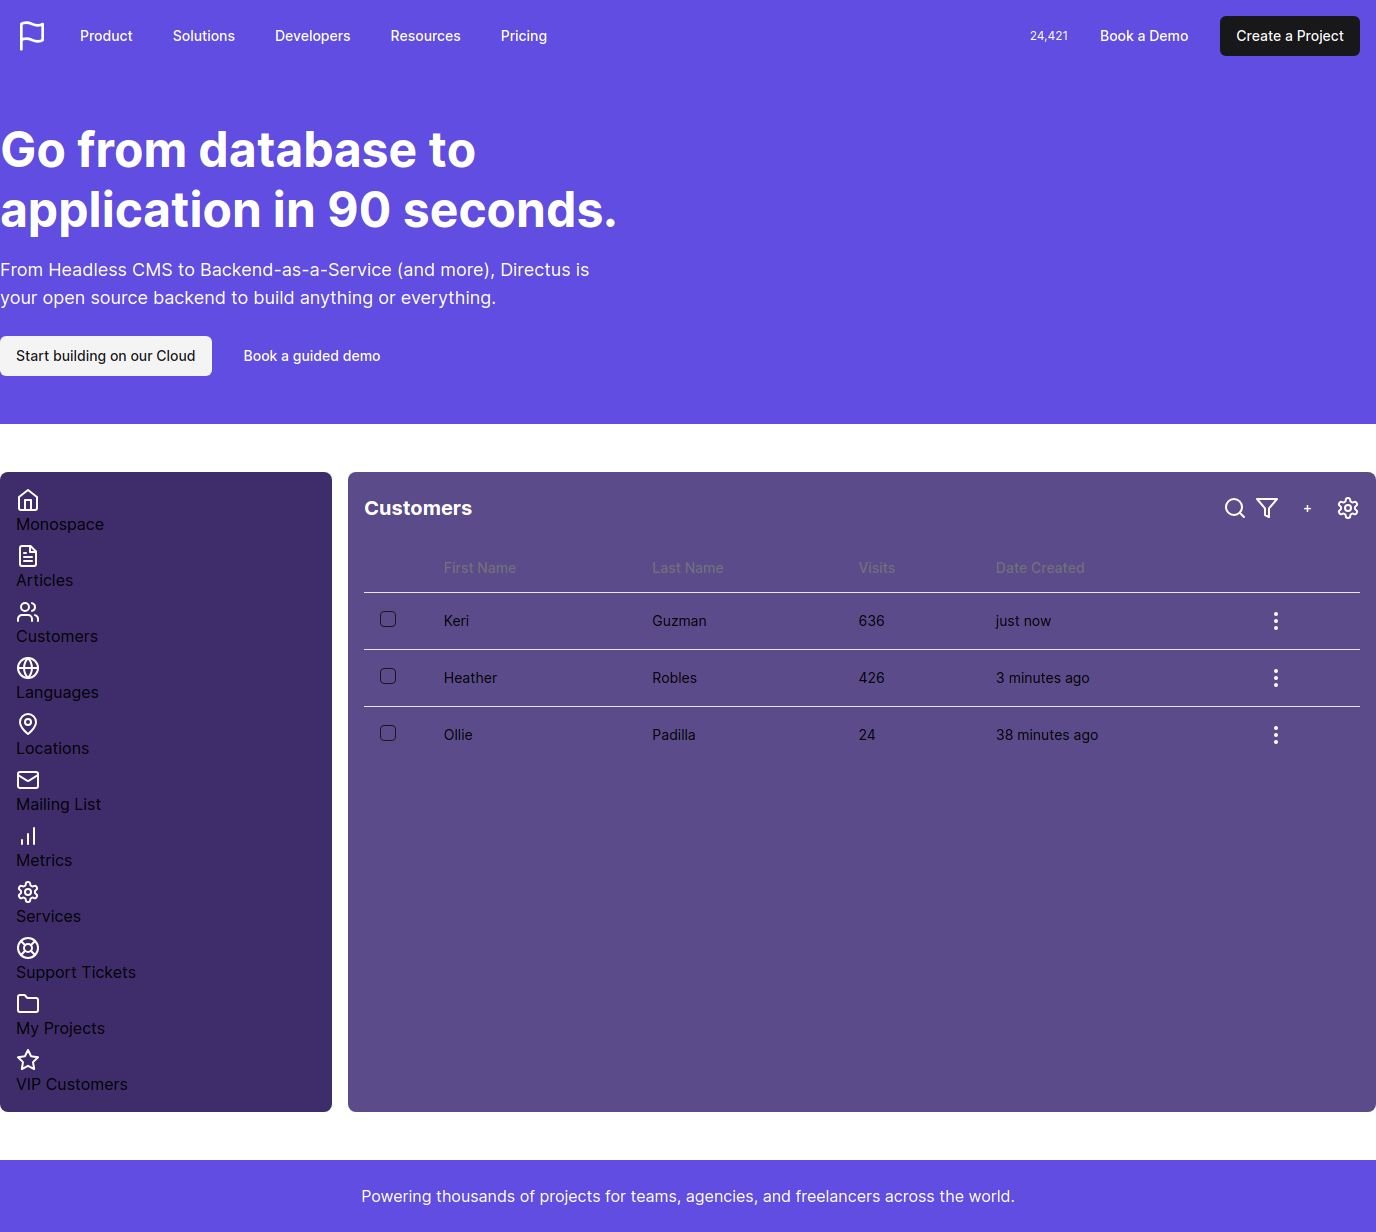 Product Solutions Developers Resources Pricing 24,421 Book a Demo Create a Project
Go from database to
application in 90 seconds.
From Headless CMS to Backend-as-a-Service (and more), Directus is
your open source backend to build anything or everything.
Start building on our Cloud Book a guided demo
Monospace
Articles
Customers
Languages
Locations
Mailing List
Metrics
Services
Support Tickets
My Projects
VIP Customers
Customers +
First Name Last Name Visits Date Created
Keri Guzman 636 just now
Heather Robles 426 3 minutes ago
Ollie Padilla 24 38 minutes ago
Powering thousands of projects for teams, agencies, and freelancers across the world.